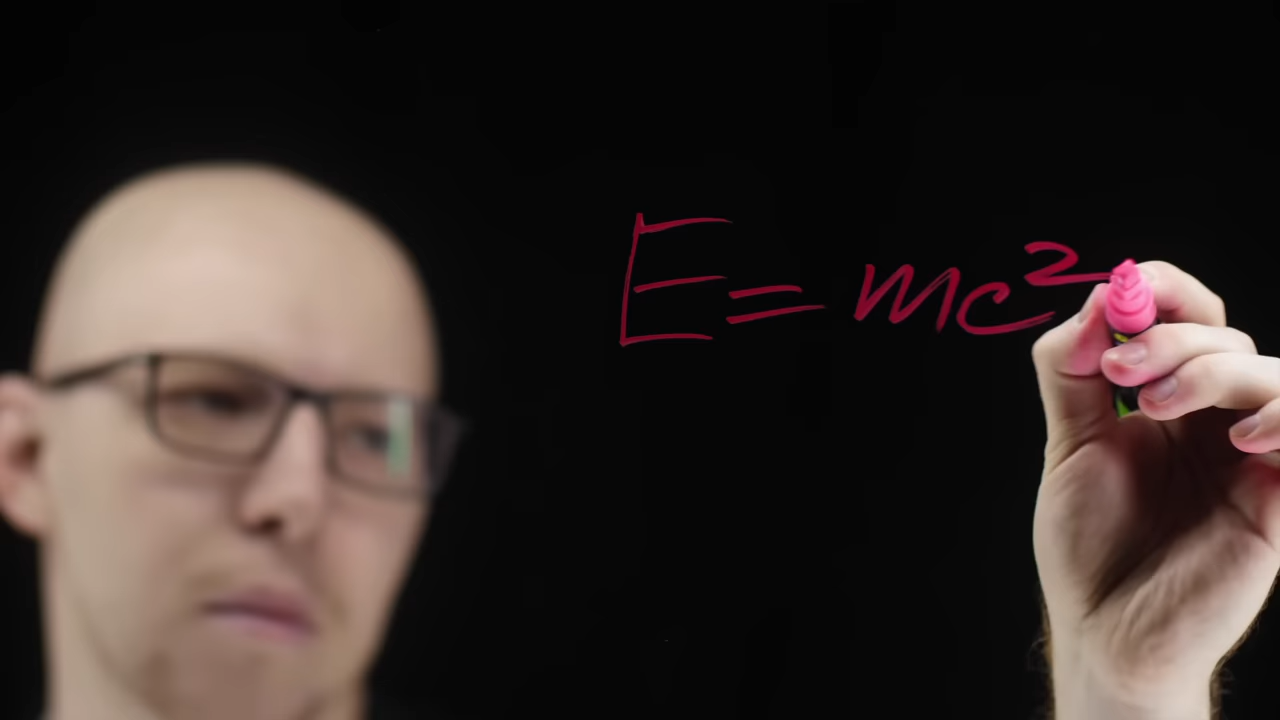 E = mc²